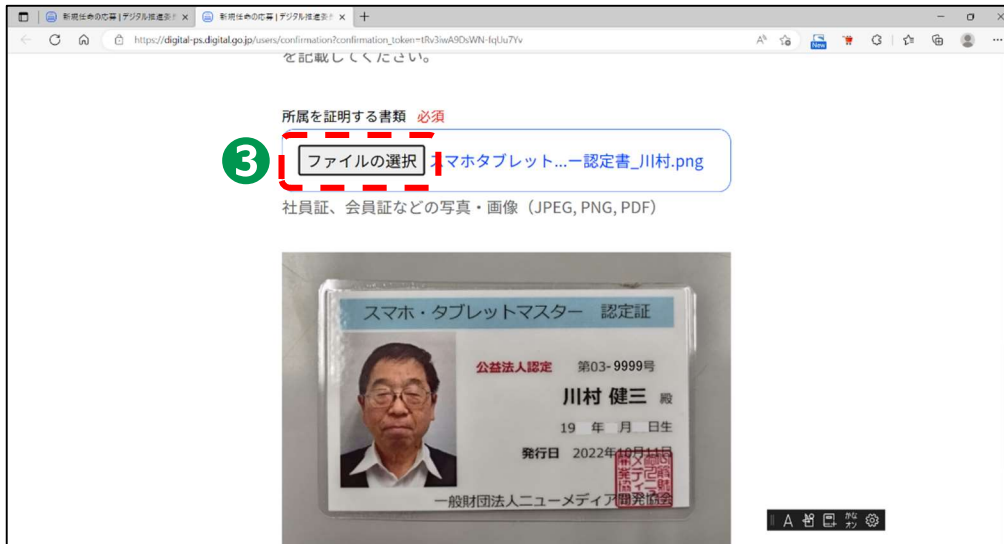 新規任命の応募 | デジタル推進委
新規任命の応募 | デジタル推進委
https://digital-ps.digital.go.jp/users/confirmation?confirmation_token=tRv3iwA9DsWN-fqUu7Yv
New
を記載してください。
所属を証明する書類 必須
3
ファイルの選択 スマホタブレット...ー認定書_川村.png
社員証、会員証などの写真・画像（JPEG, PNG, PDF）
スマホ・タブレットマスター 認定証
公益法人認定 第03-9999号
川村 健三 殿
19 年 月 日生
発行日 2022年10月11日
一般財団法人ニューメディア開発協会
A
かな
オン